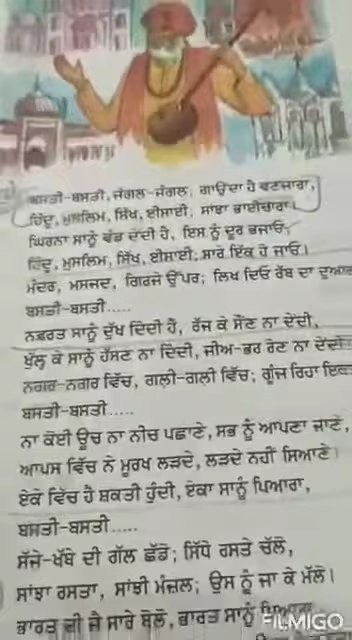 ਬਸਤੀ-ਬਸਤੀ, ਜੰਗਲ-ਜੰਗਲ; ਗਾਉਂਦਾ ਹੈ ਵਣਜਾਰਾ,
ਹਿੰਦੂ, ਮੁਸਲਿਮ, ਸਿੱਖ, ਈਸਾਈ; ਸਾਂਝਾ ਭਾਈਚਾਰਾ।
ਘਿਰਨਾ ਸਾਨੂੰ ਵੰਡ ਦੇਂਦੀ ਹੈ, ਇਸ ਨੂੰ ਦੂਰ ਭਜਾਓ,
ਹਿੰਦੂ, ਮੁਸਲਿਮ, ਸਿੱਖ, ਈਸਾਈ; ਸਾਰੇ ਇੱਕ ਹੋ ਜਾਓ।
ਮੰਦਰ, ਮਸਜਦ, ਗਿਰਜੇ ਉੱਪਰ; ਲਿਖ ਦਿਓ ਰੱਬ ਦਾ
ਬਸਤੀ-ਬਸਤੀ.....
ਨਫ਼ਰਤ ਸਾਨੂੰ ਦੁੱਖ ਦਿੰਦੀ ਹੈ, ਰੱਜ ਕੇ ਸੌਣ ਨਾ ਦੇਂਦੀ,
ਖੁੱਲ੍ਹ ਕੇ ਸਾਨੂੰ ਹੱਸਣ ਨਾ ਦਿੰਦੀ, ਜੀਅ-ਭਰ ਰੋਣ ਨਾ ਦੇਂਦੀ
ਨਗਰ-ਨਗਰ ਵਿੱਚ, ਗਲੀ-ਗਲੀ ਵਿੱਚ; ਗੂੰਜ ਰਿਹਾ
ਬਸਤੀ-ਬਸਤੀ.....
ਨਾ ਕੋਈ ਊਚ ਨਾ ਨੀਚ ਪਛਾਣੇ, ਸਭ ਨੂੰ ਆਪਣਾ ਜਾਣੇ,
ਆਪਸ ਵਿੱਚ ਨੇ ਮੂਰਖ ਲੜਦੇ, ਲੜਦੇ ਨਹੀਂ ਸਿਆਣੇ।
ਏਕੇ ਵਿੱਚ ਹੈ ਸ਼ਕਤੀ ਹੁੰਦੀ, ਏਕਾ ਸਾਨੂੰ ਪਿਆਰਾ,
ਬਸਤੀ-ਬਸਤੀ.....
ਸੱਜੇ-ਖੱਬੇ ਦੀ ਗੱਲ ਛੱਡੋ; ਸਿੱਧੇ ਰਸਤੇ ਚੱਲੋ,
ਸਾਂਝਾ ਰਸਤਾ, ਸਾਂਝੀ ਮੰਜ਼ਲ; ਉਸ ਨੂੰ ਜਾ ਕੇ ਮੱਲੋ।
ਭਾਰਤ ਦੀ ਜੈ ਸਾਰੇ ਬੋਲੋ, ਭਾਰਤ ਸਾਨੂੰ
FILMIGO